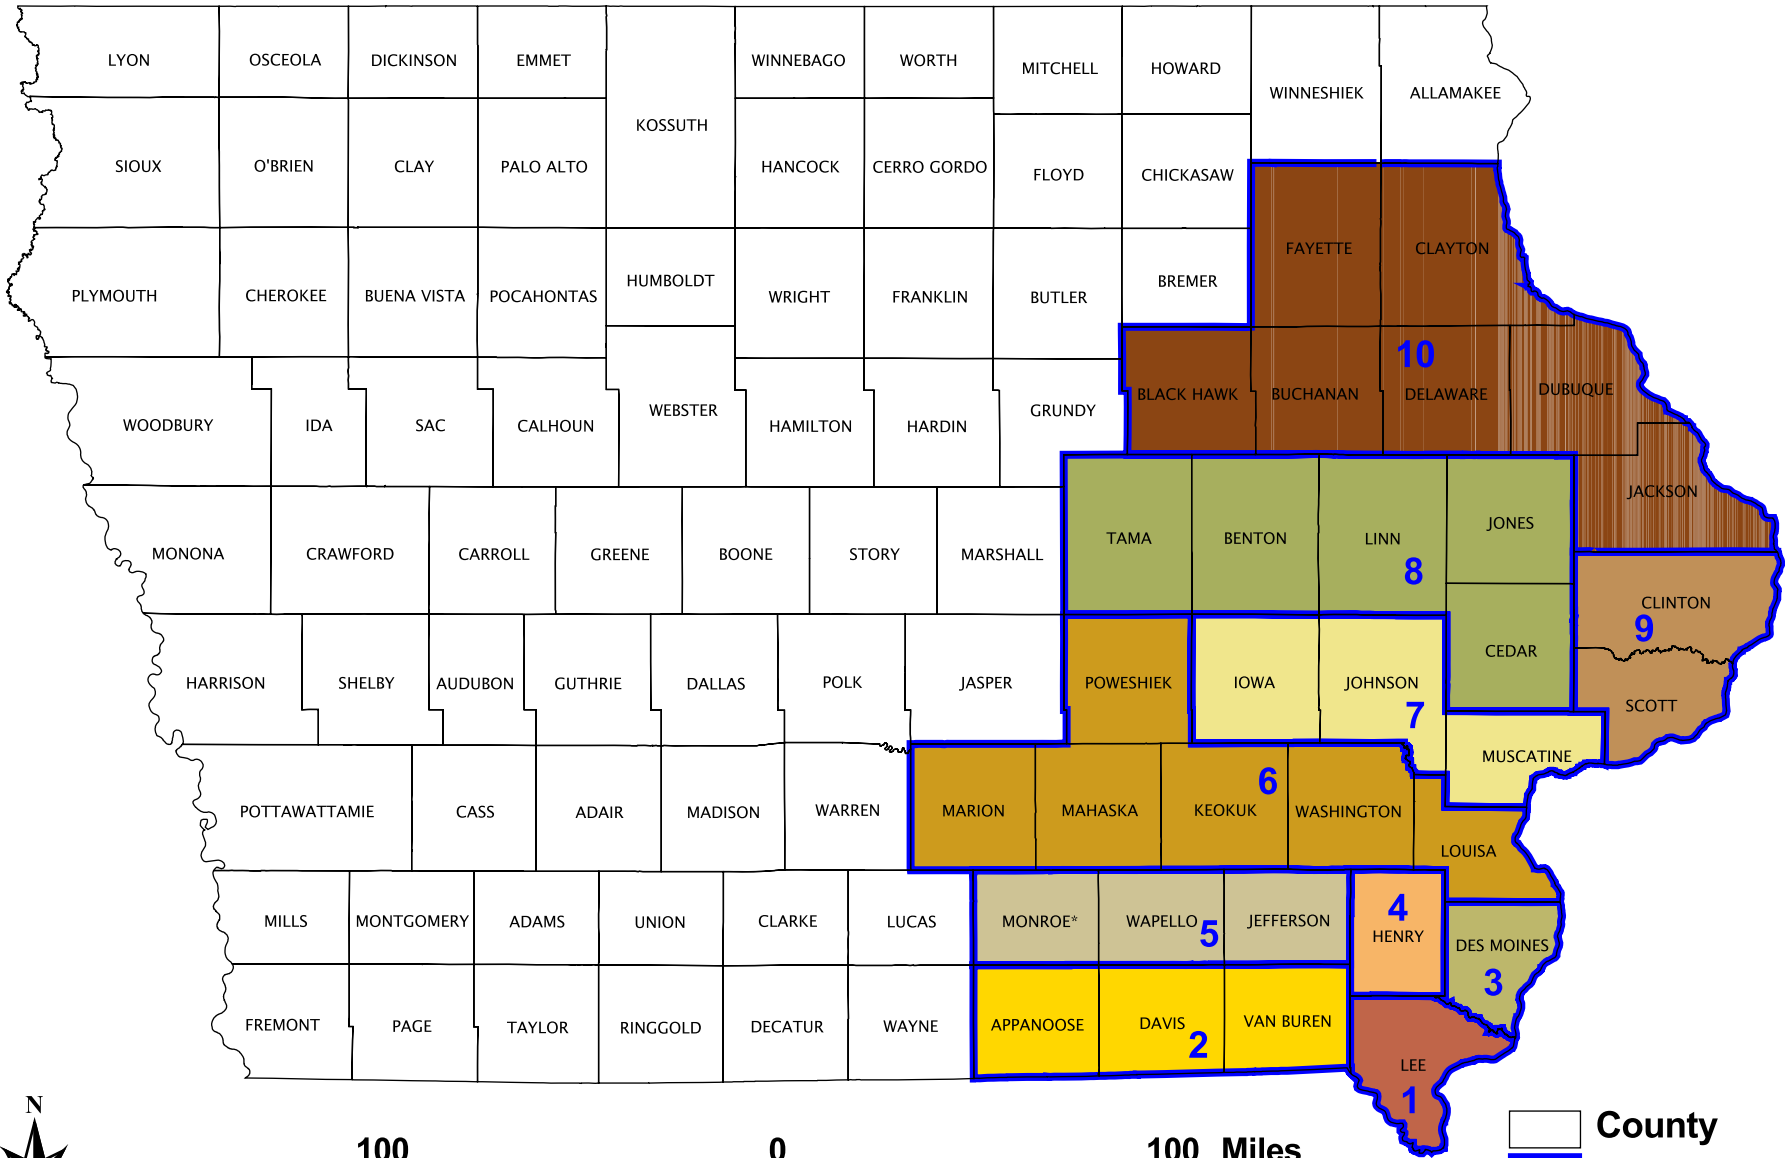 LYON OSCEOLA DICKINSON EMMET WINNEBAGO WORTH
MITCHELL HOWARD
KOSSUTH WINNESHIEK ALLAMAKEE
SIOUX O'BRIEN CLAY PALO ALTO HANCOCK CERRO GORDO
FLOYD CHICKASAW
FAYETTE CLAYTON
HUMBOLDT BREMER
PLYMOUTH CHEROKEE BUENA VISTA POCAHONTAS WRIGHT FRANKLIN BUTLER
10
BLACK HAWK BUCHANAN DELAWARE DUBUQUE
WEBSTER GRUNDY
WOODBURY IDA SAC CALHOUN HAMILTON HARDIN
JACKSON
TAMA BENTON LINN JONES
MONONA CRAWFORD CARROLL GREENE BOONE STORY MARSHALL
8
CLINTON
9
CEDAR
HARRISON SHELBY AUDUBON GUTHRIE DALLAS POLK JASPER POWESHIEK IOWA JOHNSON
7
SCOTT
MUSCATINE
6
POTTAWATTAMIE CASS ADAIR MADISON WARREN MARION MAHASKA KEOKUK WASHINGTON
LOUISA
4
MILLS MONTGOMERY ADAMS UNION CLARKE LUCAS MONROE* WAPELLO JEFFERSON
5
HENRY
DES MOINES
3
FREMONT PAGE TAYLOR RINGGOLD DECATUR WAYNE APPANOOSE DAVIS VAN BUREN
2
LEE
1
N
County
100 0 100 Miles